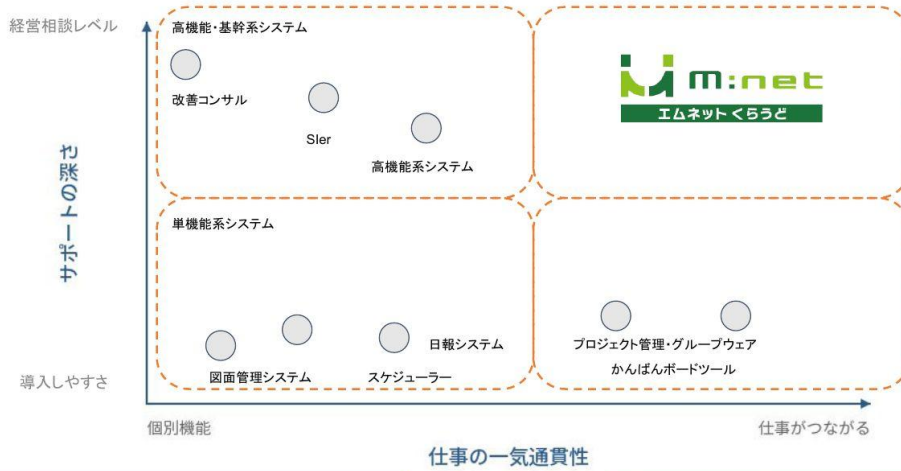 経営相談レベル
高機能・基幹系システム
改善コンサル
SIer
高機能系システム
m:net
エムネットくらうど
サポートの深さ
単機能系システム
日報システム
図面管理システム
スケジューラー
プロジェクト管理・グループウェア
かんばんボードツール
導入しやすさ
個別機能
仕事がつながる
仕事の一気通貫性